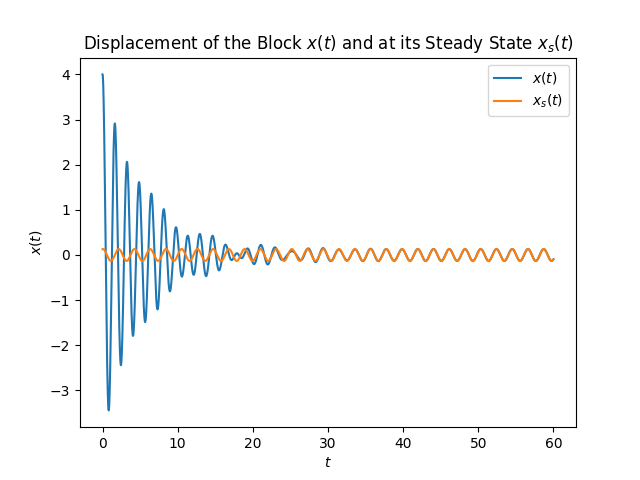 Displacement of the Block x(t) and at its Steady State xₛ(t)
x(t)
xₛ(t)
4
3
2
1
0
−1
−2
−3
x(t)
0 10 20 30 40 50 60
t